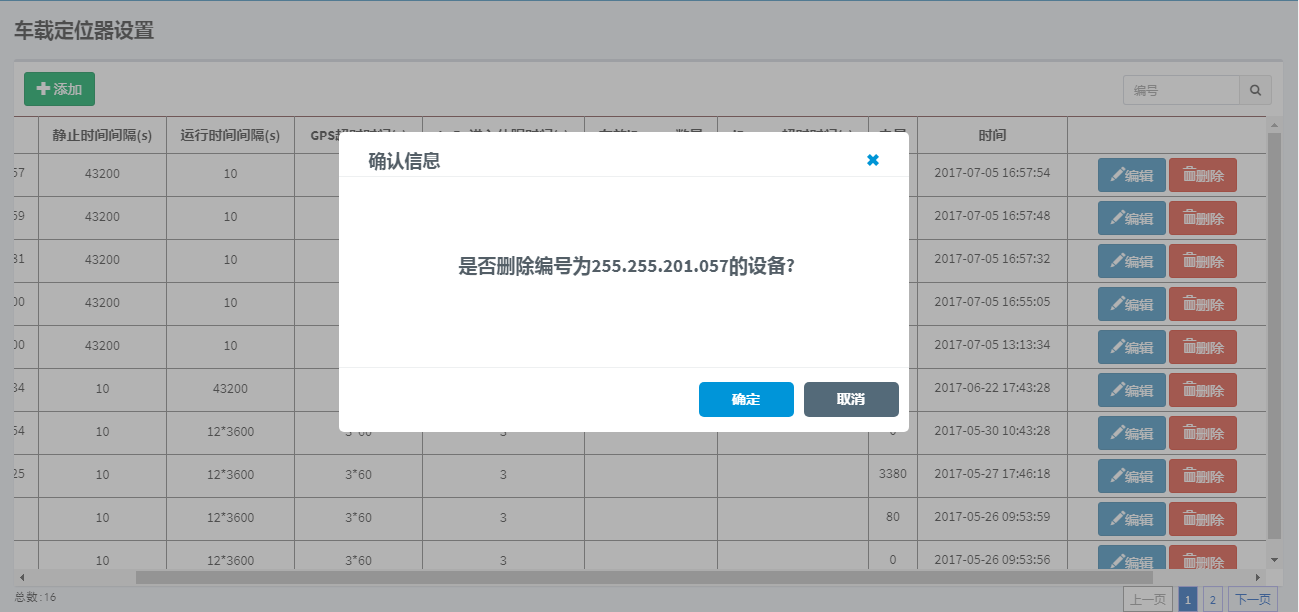 车载定位器设置
添加
编号
静止时间间隔(s) 运行时间间隔(s) 时间
确认信息
57 43200 10 2017-07-05 16:57:54 编辑 删除
59 43200 10 2017-07-05 16:57:48 编辑 删除
31 43200 10 2017-07-05 16:57:32 编辑 删除
是否删除编号为255.255.201.057的设备?
00 43200 10 2017-07-05 16:55:05 编辑 删除
00 43200 10 2017-07-05 13:13:34 编辑 删除
34 10 43200 2017-06-22 17:43:28 编辑 删除
确定 取消
54 10 12*3600 2017-05-30 10:43:28 编辑 删除
25 10 12*3600 3*60 3 3380 2017-05-27 17:46:18 编辑 删除
10 12*3600 3*60 3 80 2017-05-26 09:53:59 编辑 删除
10 12*3600 3*60 3 0 2017-05-26 09:53:56 编辑 删除
总数:16
上一页 1 2 下一页